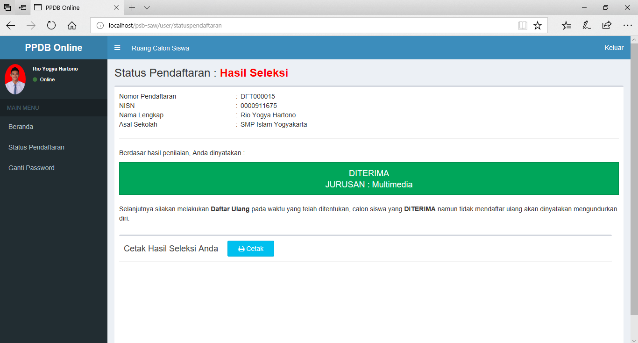 PPDB Online
localhost/psb-saw/user/statuspendaftaran
PPDB Online
Ruang Calon Siswa
Keluar
Rio Yogya Hartono
Online
MAIN MENU
Beranda
Status Pendaftaran
Ganti Password
Status Pendaftaran : Hasil Seleksi
Nomor Pendaftaran : DFT000015
NISN : 0000911675
Nama Lengkap : Rio Yogya Hartono
Asal Sekolah : SMP Islam Yogyakarta
Berdasar hasil penilaian, Anda dinyatakan :
DITERIMA
JURUSAN : Multimedia
Selanjutnya silakan melakukan Daftar Ulang pada waktu yang telah ditentukan, calon siswa yang DITERIMA namun tidak mendaftar ulang akan dinyatakan mengundurkan
diri.
Cetak Hasil Seleksi Anda
Cetak